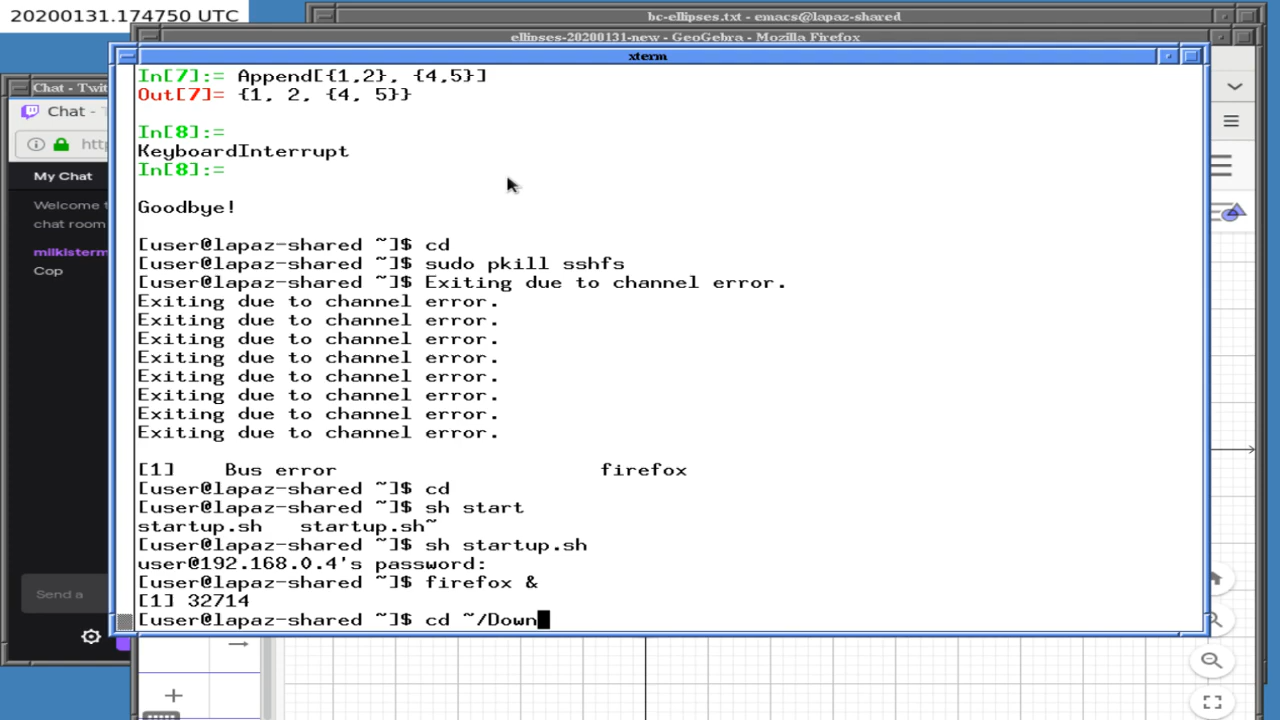 20200131.174750 UTC
bc-ellipses.txt - emacs@lapaz-shared
ellipses-20200131-new - GeoGebra - Mozilla Firefox
xterm
Chat - Twit
Chat -
http
My Chat
Welcome t
chat room
milkisterm
Cop
Send a
In[7]:= Append[{1,2}, {4,5}]
Out[7]= {1, 2, {4, 5}}
In[8]:=
KeyboardInterrupt
In[8]:=
Goodbye!
[user@lapaz-shared ~]$ cd
[user@lapaz-shared ~]$ sudo pkill sshfs
[user@lapaz-shared ~]$ Exiting due to channel error.
Exiting due to channel error.
Exiting due to channel error.
Exiting due to channel error.
Exiting due to channel error.
Exiting due to channel error.
Exiting due to channel error.
Exiting due to channel error.
Exiting due to channel error.
[1]    Bus error                     firefox
[user@lapaz-shared ~]$ cd
[user@lapaz-shared ~]$ sh start
startup.sh   startup.sh~
[user@lapaz-shared ~]$ sh startup.sh
user@192.168.0.4's password:
[user@lapaz-shared ~]$ firefox &
[1] 32714
[user@lapaz-shared ~]$ cd ~/Down